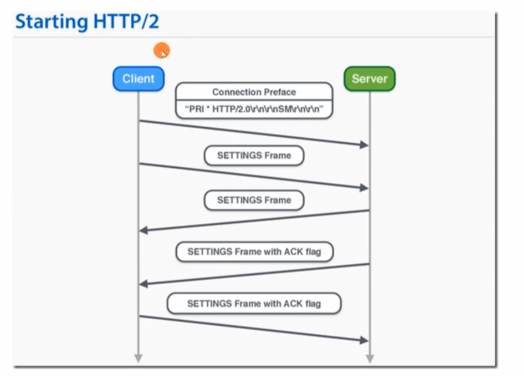 Starting HTTP/2
Client
Server
Connection Preface
"PRI * HTTP/2.0\r\n\r\nSM\r\n\r\n"
SETTINGS Frame
SETTINGS Frame
SETTINGS Frame with ACK flag
SETTINGS Frame with ACK flag